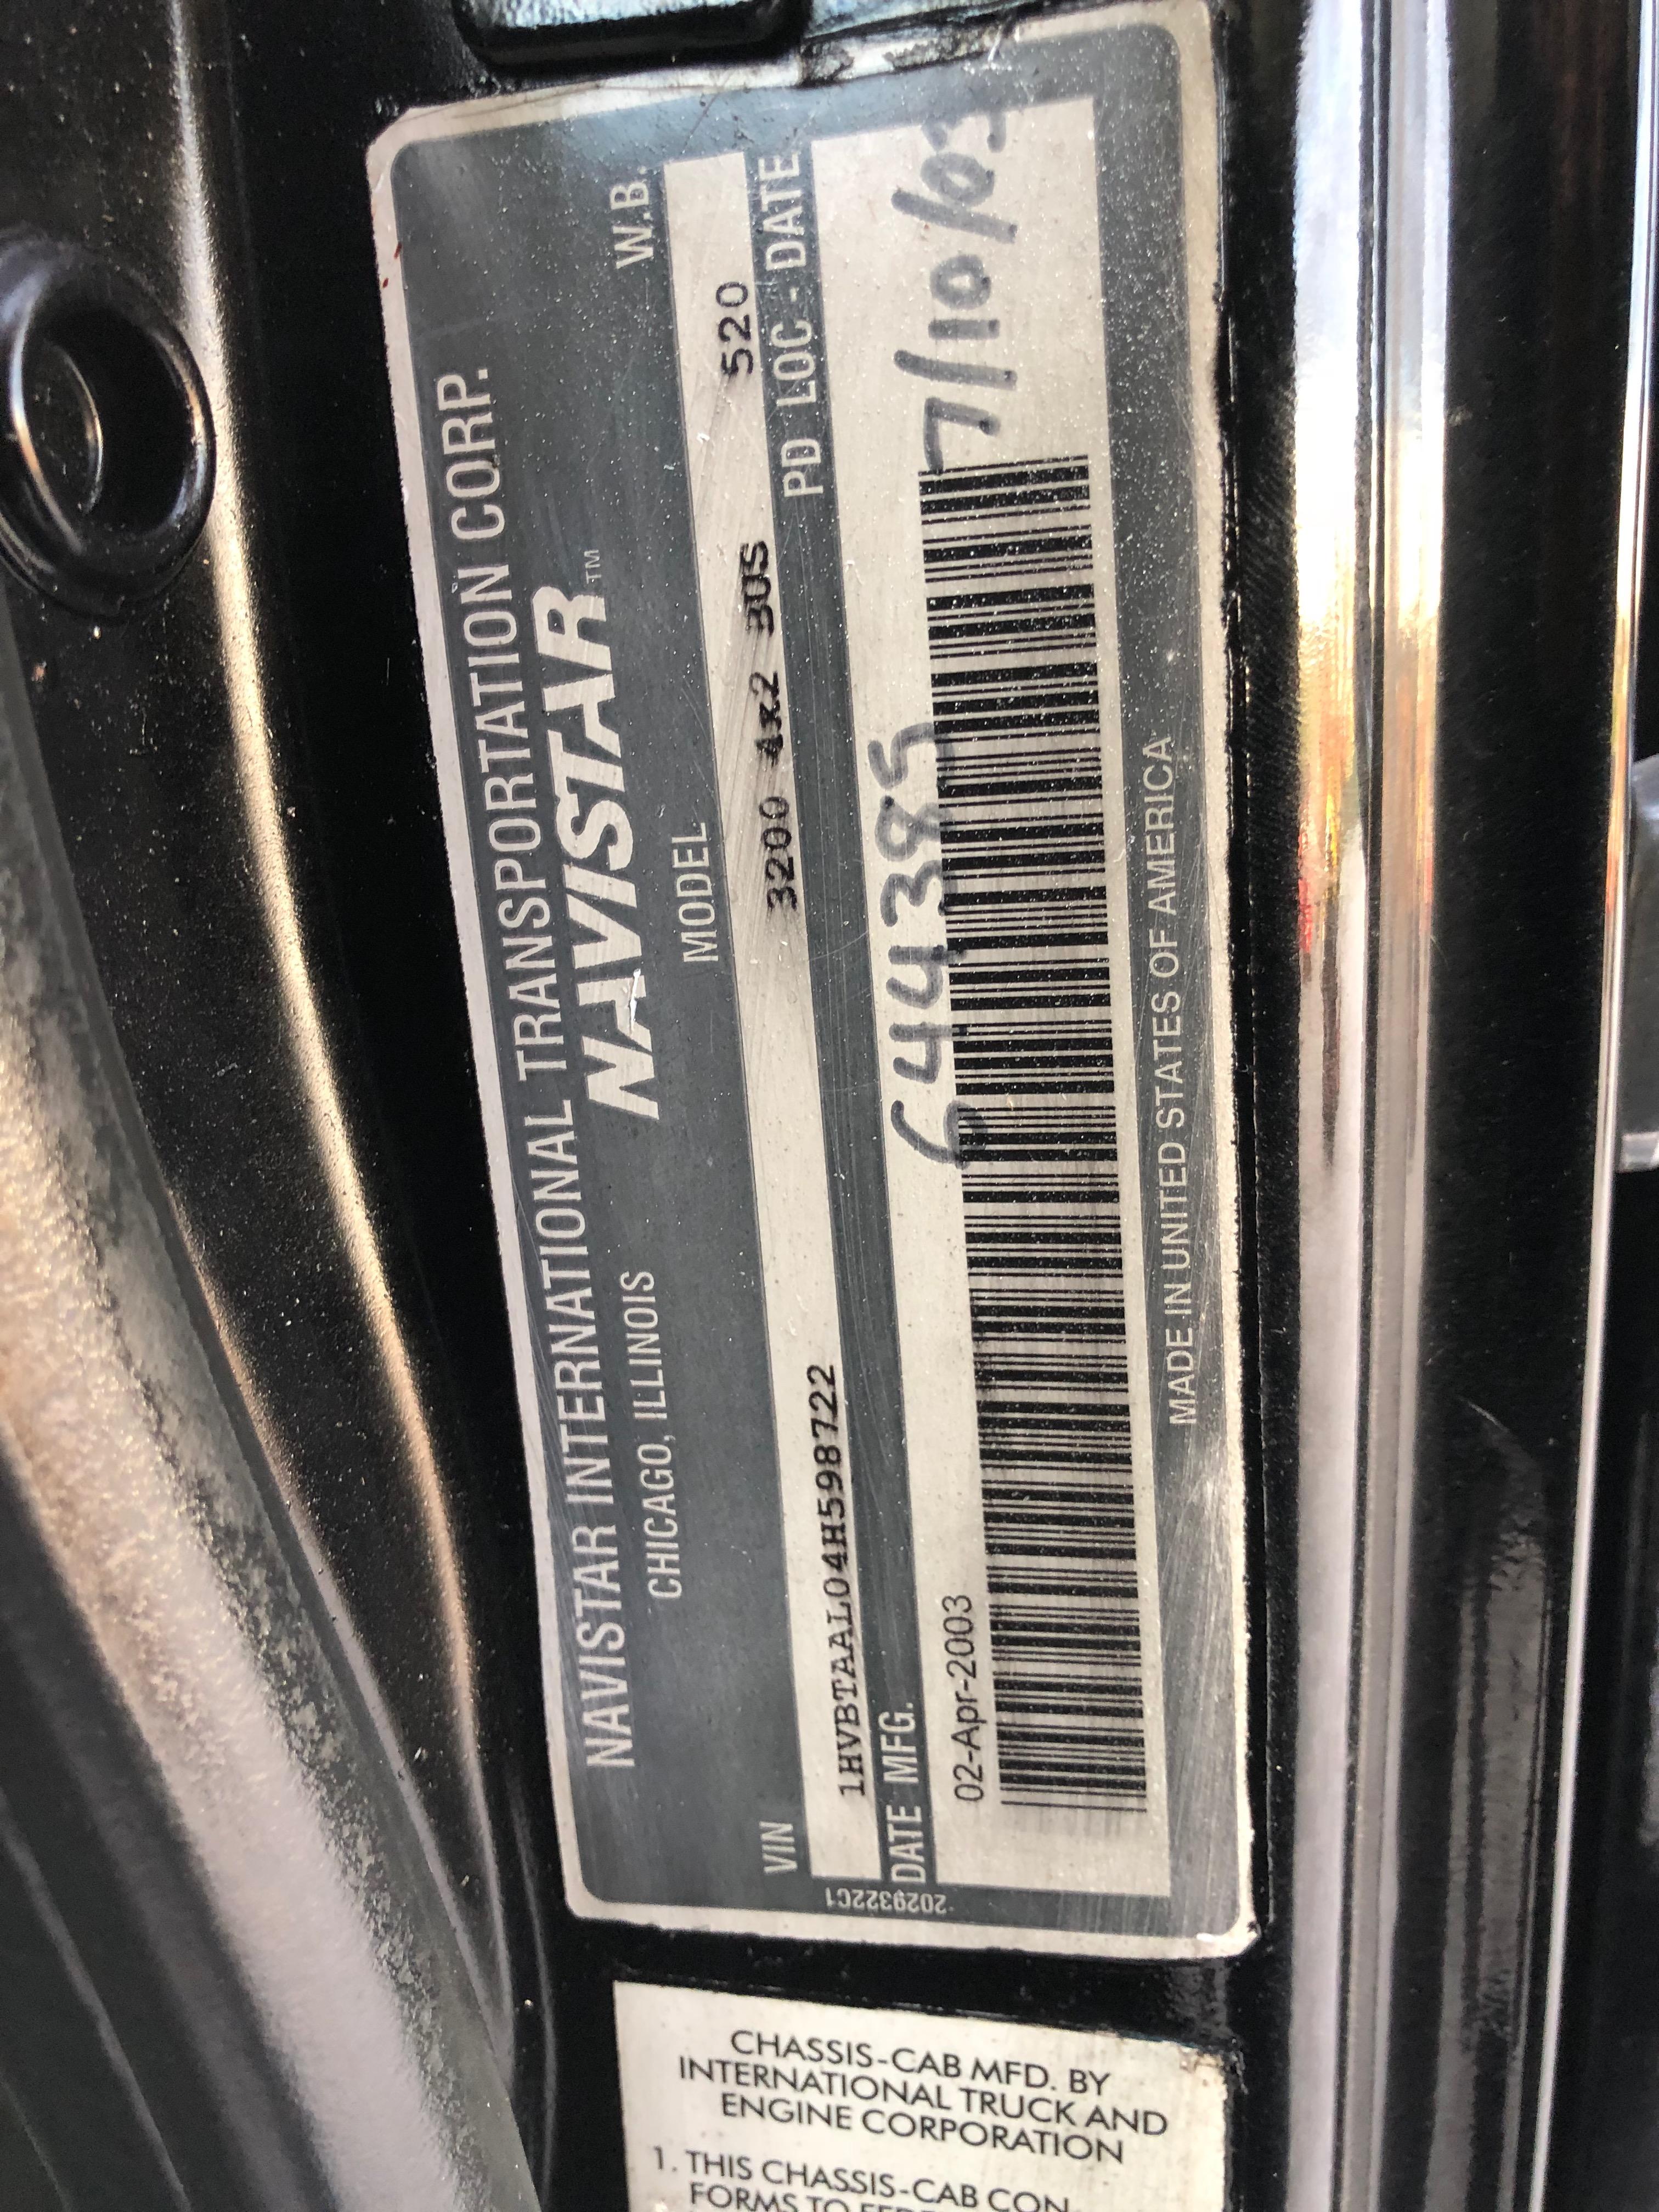 NAVISTAR INTERNATIONAL TRANSPORTATION CORP.
CHICAGO, ILLINOIS NAVISTAR™
VIN MODEL W.B.
1HVBTAAL04H598722 3200 4x2 BUS 520
DATE MFG. PD LOC - DATE
02-Apr-2003 644385 7/10/03
MADE IN UNITED STATES OF AMERICA
2029322C1
CHASSIS-CAB MFD. BY
INTERNATIONAL TRUCK AND
ENGINE CORPORATION
1. THIS CHASSIS-CAB CON-
FORMS TO